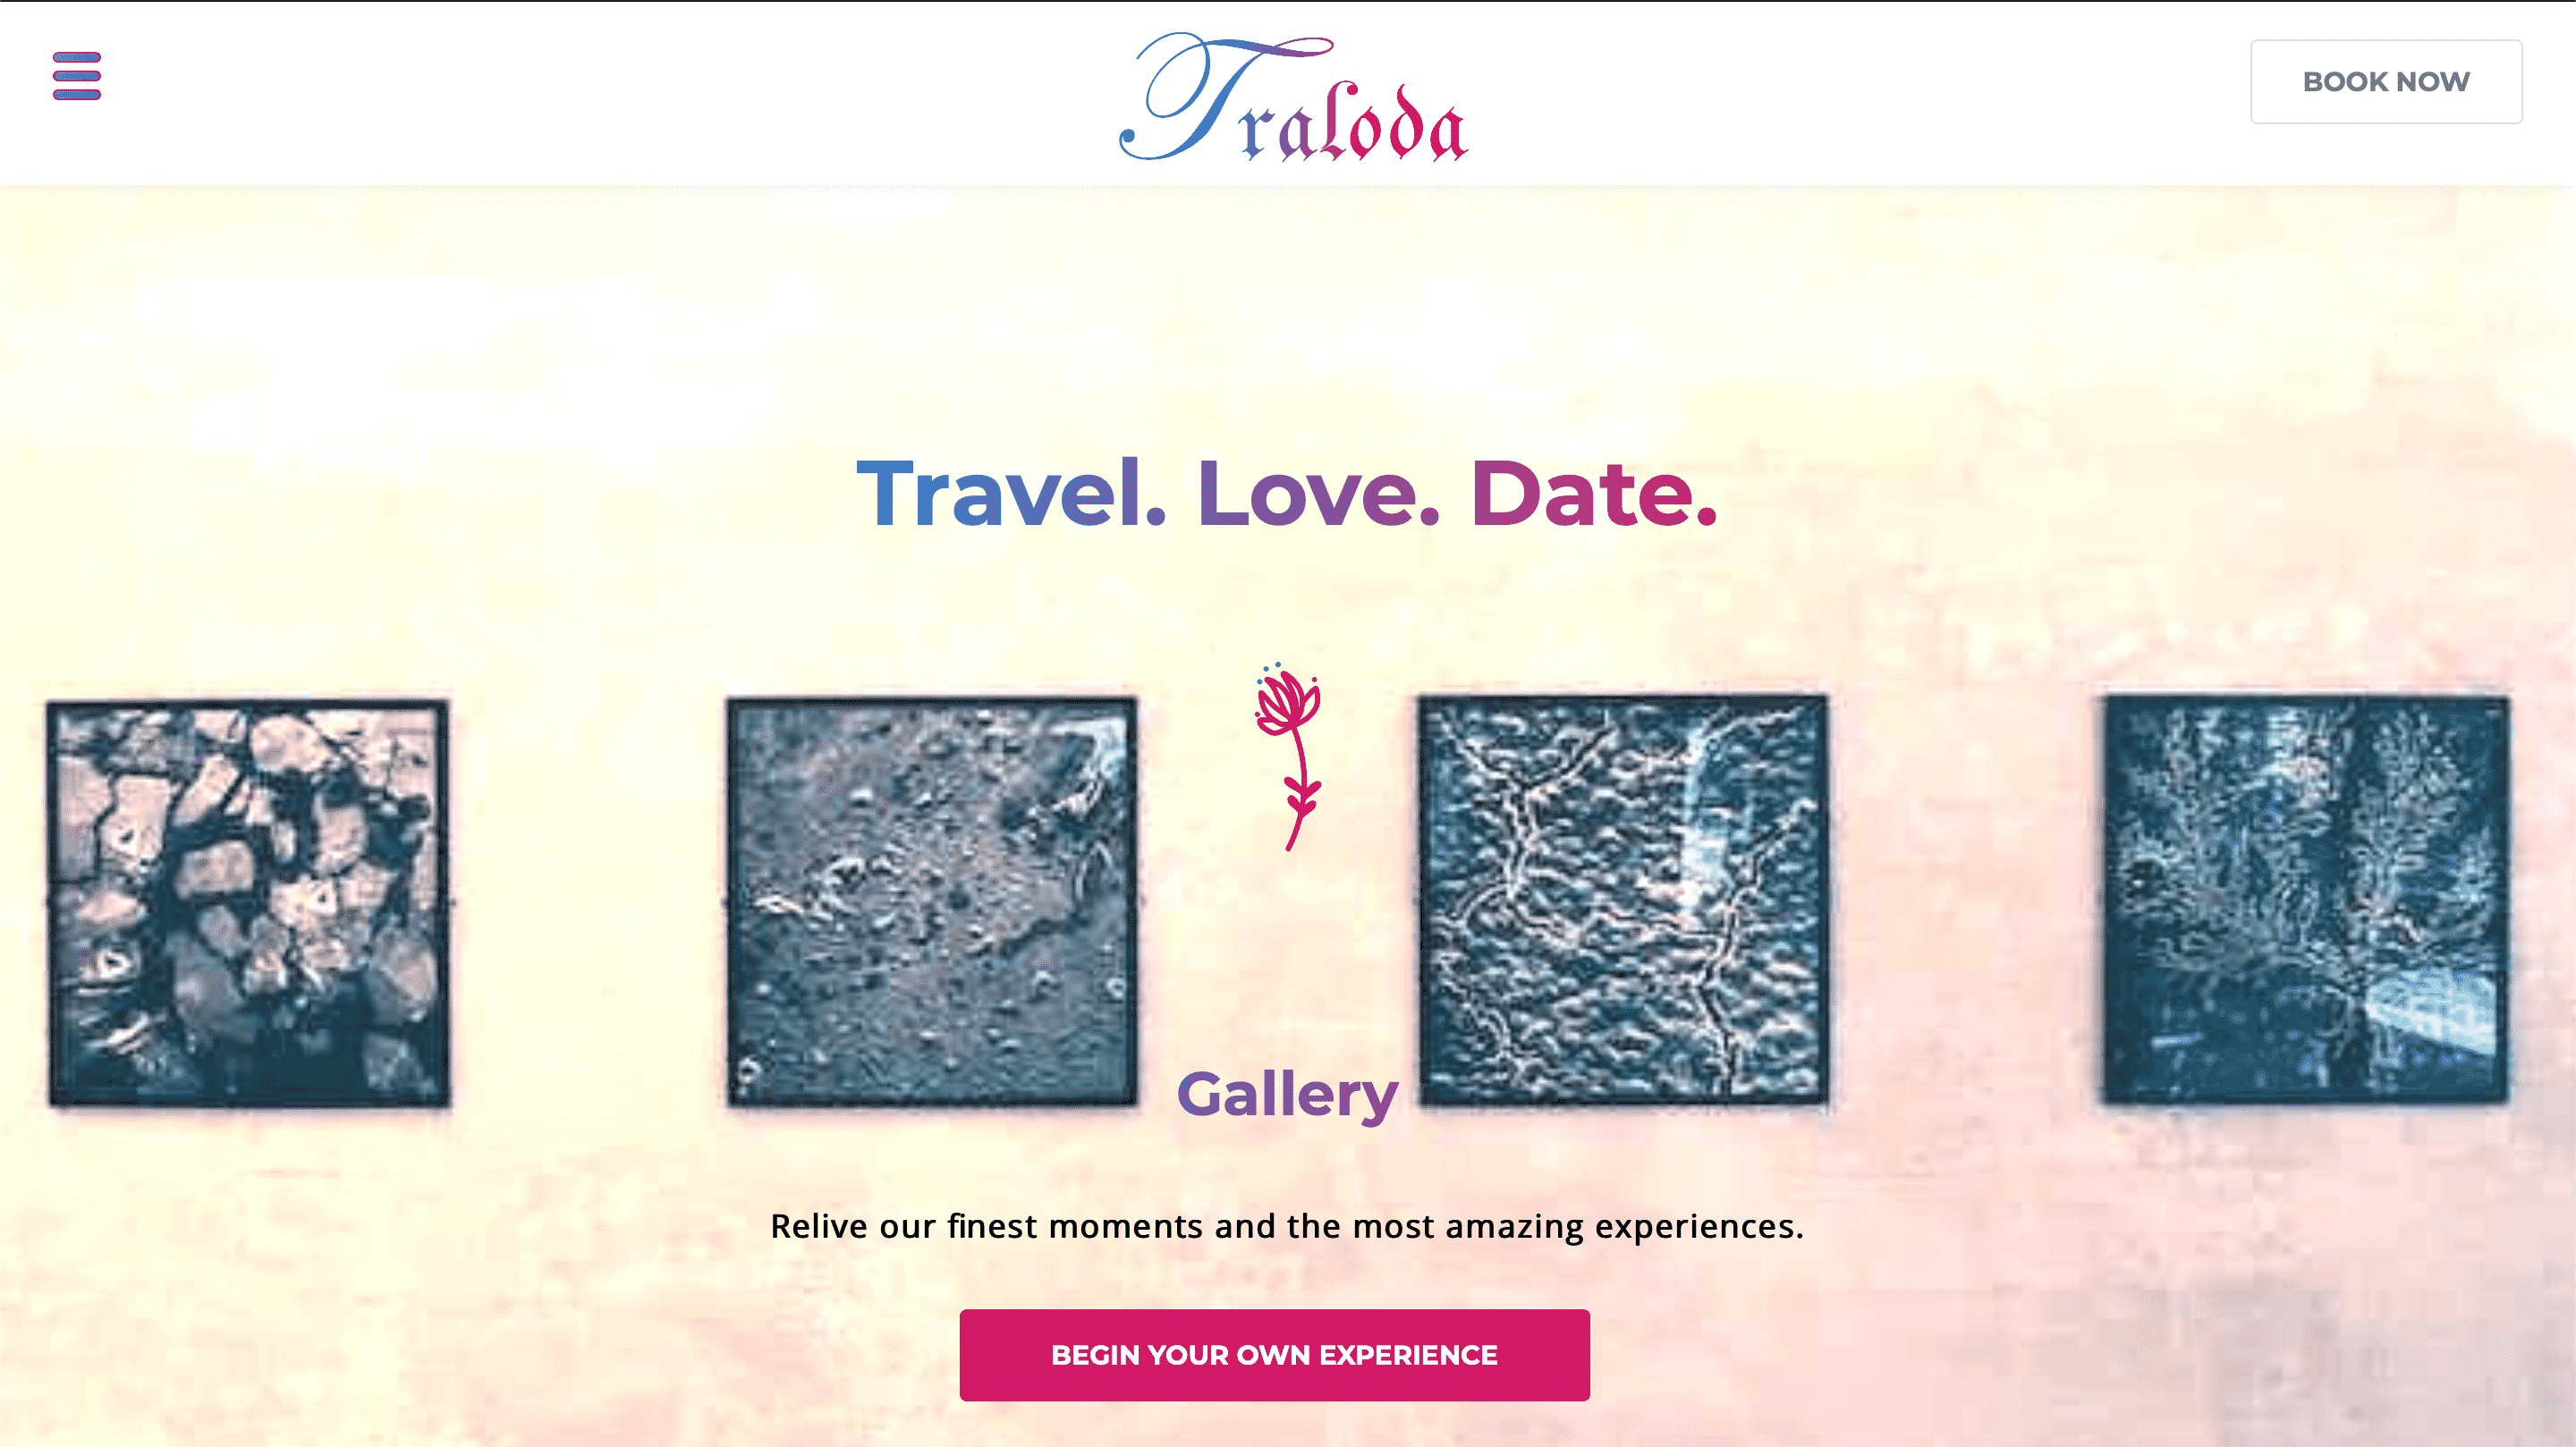 Traloda
BOOK NOW
Travel. Love. Date.
Gallery
Relive our finest moments and the most amazing experiences.
BEGIN YOUR OWN EXPERIENCE